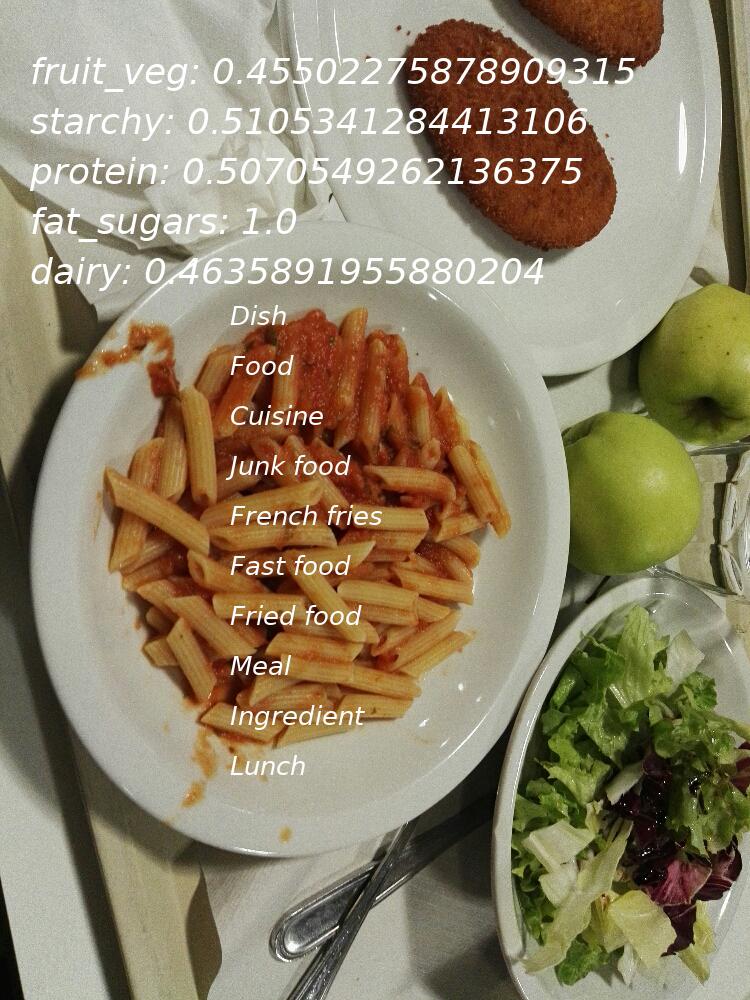 fruit_veg: 0.45502275878909315
starchy: 0.5105341284413106
protein: 0.5070549262136375
fat_sugars: 1.0
dairy: 0.4635891955880204
Dish
Food
Cuisine
Junk food
French fries
Fast food
Fried food
Meal
Ingredient
Lunch